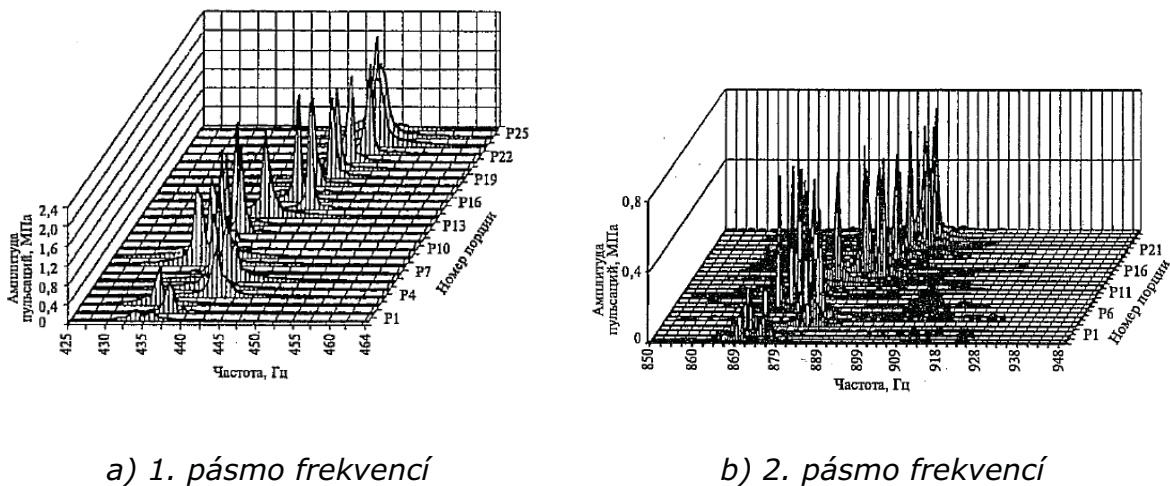 Амплитуда
пульсаций, МПа
2,4
2,0
1,6
1,2
0,8
0,4
0
425
430
435
440
445
450
455
460
464
Частота, Гц
P1
P4
P7
P10
P13
P16
P19
P22
P25
Номер порции
Амплитуда
пульсаций, МПа
0,8
0,4
0
850
860
869
879
889
899
909
918
928
938
948
Частота, Гц
P1
P6
P11
P16
P21
Номер порции
a) 1. pásmo frekvencí
b) 2. pásmo frekvencí